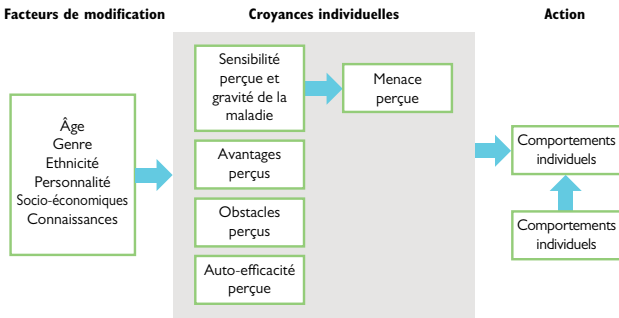 Facteurs de modification
Croyances individuelles
Action
Âge
Genre
Ethnicité
Personnalité
Socio-économiques
Connaissances
Sensibilité
perçue et
gravité de la
maladie
Menace
perçue
Avantages
perçus
Obstacles
perçus
Auto-efficacité
perçue
Comportements
individuels
Comportements
individuels